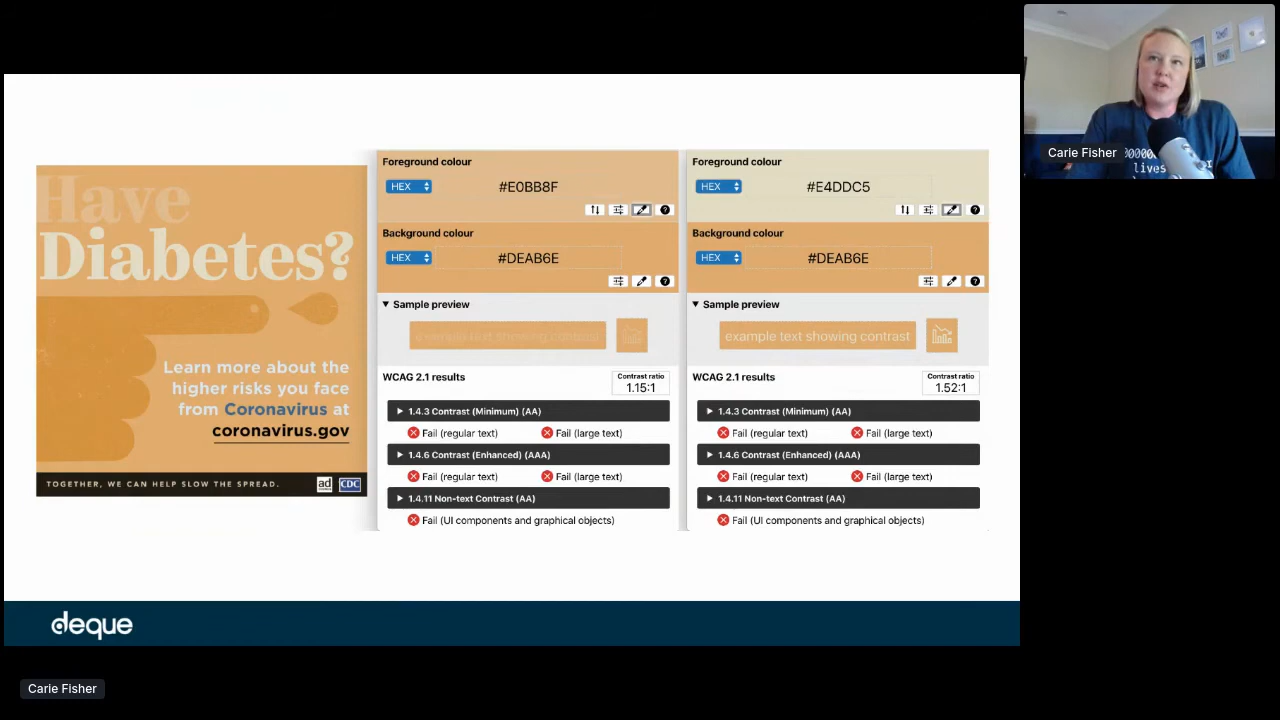 Have
Diabetes?
Learn more about the
higher risks you face
from Coronavirus at
coronavirus.gov
TOGETHER, WE CAN HELP SLOW THE SPREAD.
ad
CDC
Foreground colour
HEX
#E0BB8F
Background colour
HEX
#DEAB6E
▼ Sample preview
example text showing contrast
WCAG 2.1 results
Contrast ratio
1.15:1
1.4.3 Contrast (Minimum) (AA)
Fail (regular text) Fail (large text)
1.4.6 Contrast (Enhanced) (AAA)
Fail (regular text) Fail (large text)
1.4.11 Non-text Contrast (AA)
Fail (UI components and graphical objects)
Foreground colour
HEX
#E4DDC5
Background colour
HEX
#DEAB6E
▼ Sample preview
example text showing contrast
WCAG 2.1 results
Contrast ratio
1.52:1
1.4.3 Contrast (Minimum) (AA)
Fail (regular text) Fail (large text)
1.4.6 Contrast (Enhanced) (AAA)
Fail (regular text) Fail (large text)
1.4.11 Non-text Contrast (AA)
Fail (UI components and graphical objects)
deque
Carie Fisher
lives
Carie Fisher